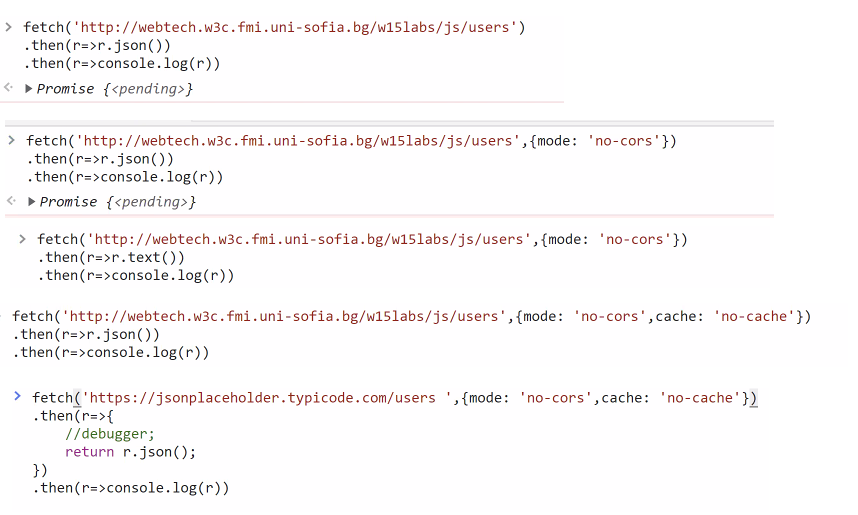 > fetch('http://webtech.w3c.fmi.uni-sofia.bg/w15labs/js/users')
.then(r=>r.json())
.then(r=>console.log(r))
Promise {<pending>}
> fetch('http://webtech.w3c.fmi.uni-sofia.bg/w15labs/js/users',{mode: 'no-cors'})
.then(r=>r.json())
.then(r=>console.log(r))
Promise {<pending>}
> fetch('http://webtech.w3c.fmi.uni-sofia.bg/w15labs/js/users',{mode: 'no-cors'})
.then(r=>r.text())
.then(r=>console.log(r))
fetch('http://webtech.w3c.fmi.uni-sofia.bg/w15labs/js/users',{mode: 'no-cors',cache: 'no-cache'})
.then(r=>r.json())
.then(r=>console.log(r))
> fetch('https://jsonplaceholder.typicode.com/users ',{mode: 'no-cors',cache: 'no-cache'})
.then(r=>{
//debugger;
return r.json();
})
.then(r=>console.log(r))